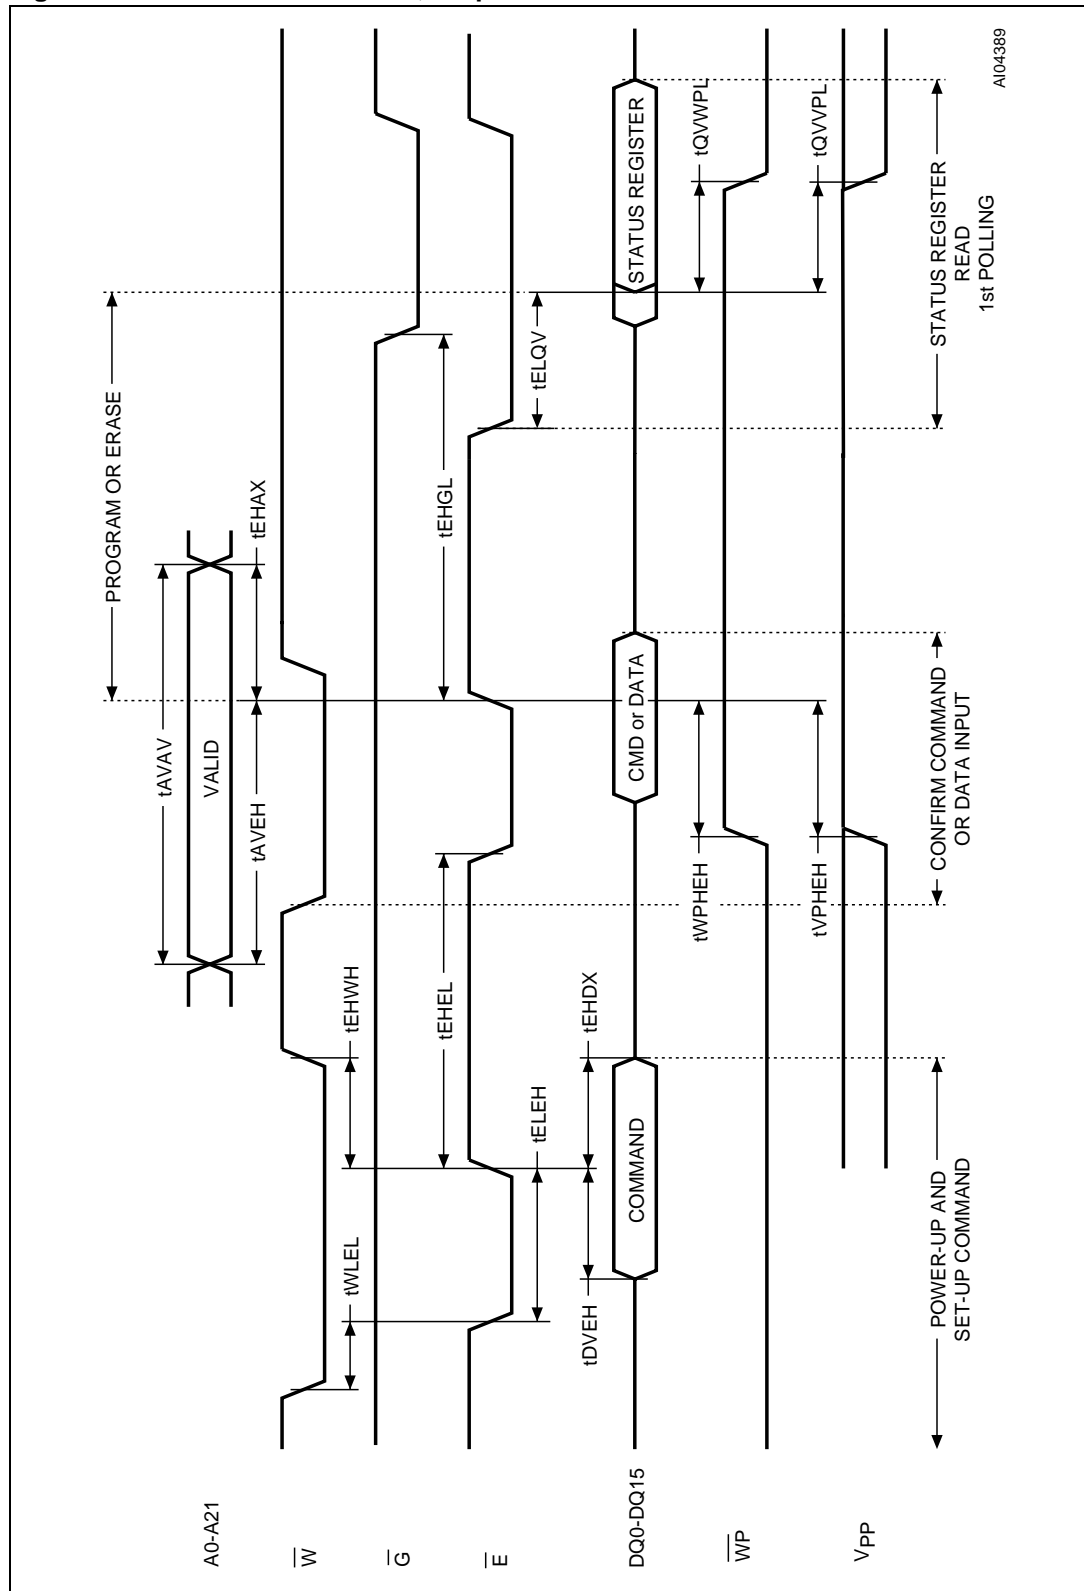 A0-A21
VALID
tAVAV
tAVEH
tEHAX
PROGRAM OR ERASE
W
tWLEL
tEHWH
G
tEHEL
tEHGL
E
tELEH
tELQV
DQ0-DQ15
COMMAND
CMD or DATA
STATUS REGISTER
tDVEH
tEHDX
WP
tWPHEH
tQVWPL
VPP
tVPHEH
tQVVPL
POWER-UP AND
SET-UP COMMAND
CONFIRM COMMAND
OR DATA INPUT
STATUS REGISTER
READ
1st POLLING
AI04389